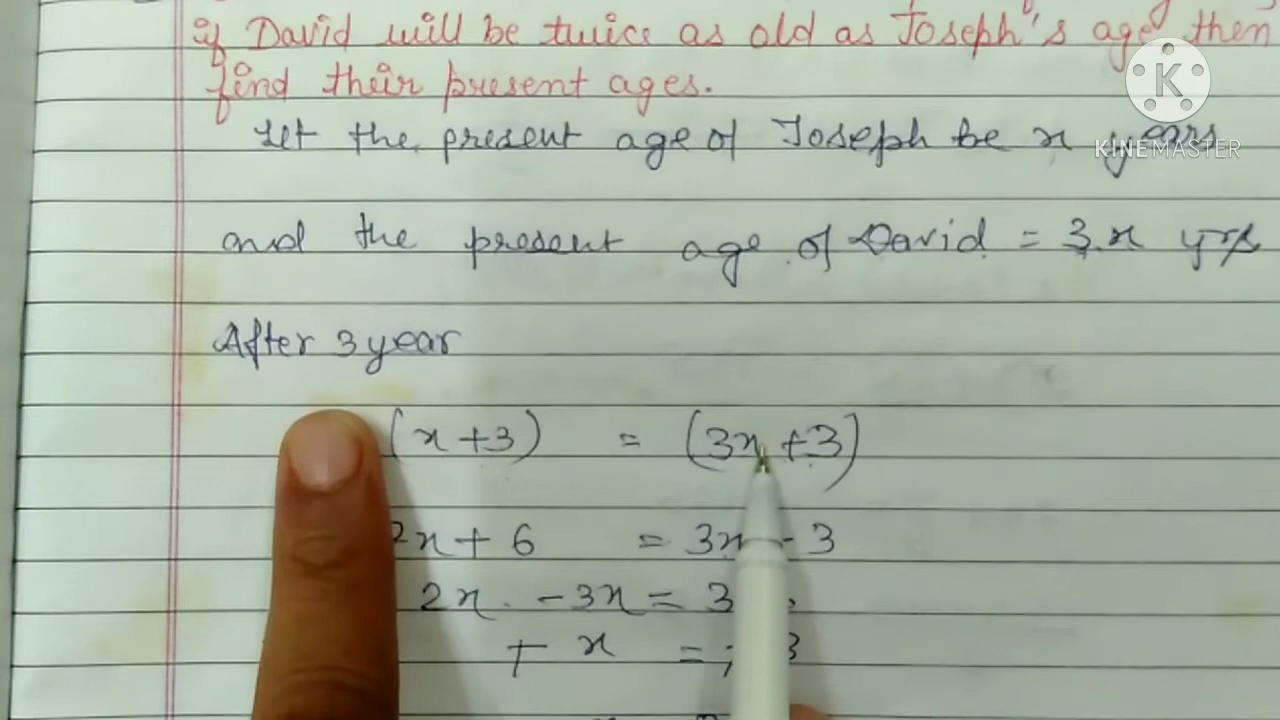 if David will be twice as old as Joseph's age then
find their present ages.
K
KINEMASTER
Let the present age of Joseph be x years
and the present age of David = 3x yrs
After 3 year
(x+3) = (3x+3)
2x+6 = 3x 3
2x - 3x = 3
x = 3